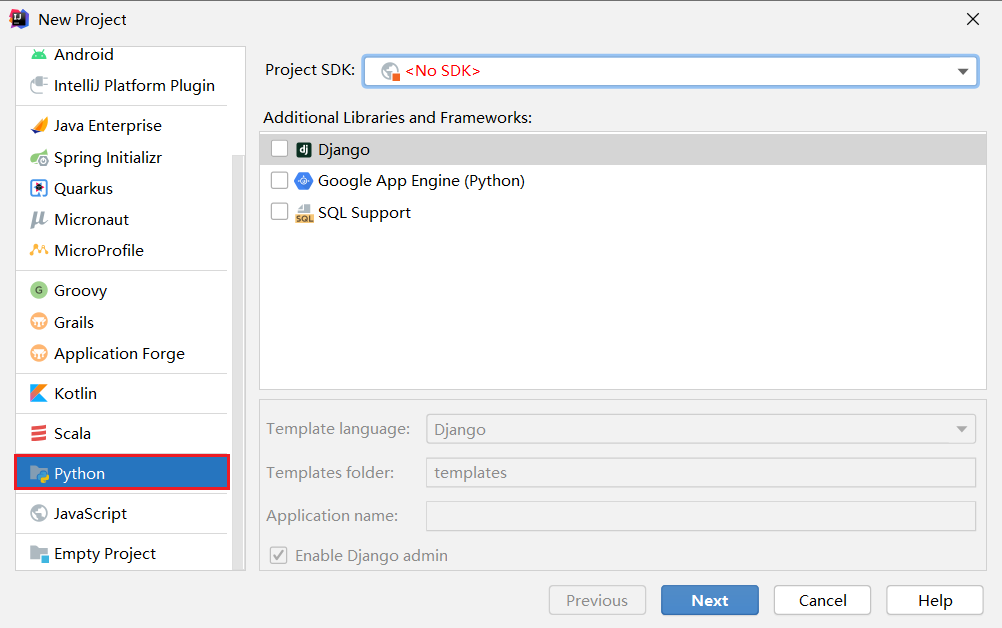 New Project
Android
IntelliJ Platform Plugin
Java Enterprise
Spring Initializr
Quarkus
Micronaut
MicroProfile
Groovy
Grails
Application Forge
Kotlin
Scala
Python
JavaScript
Empty Project
Project SDK: <No SDK>
Additional Libraries and Frameworks:
Django
Google App Engine (Python)
SQL Support
Template language: Django
Templates folder: templates
Application name:
Enable Django admin
Previous Next Cancel Help